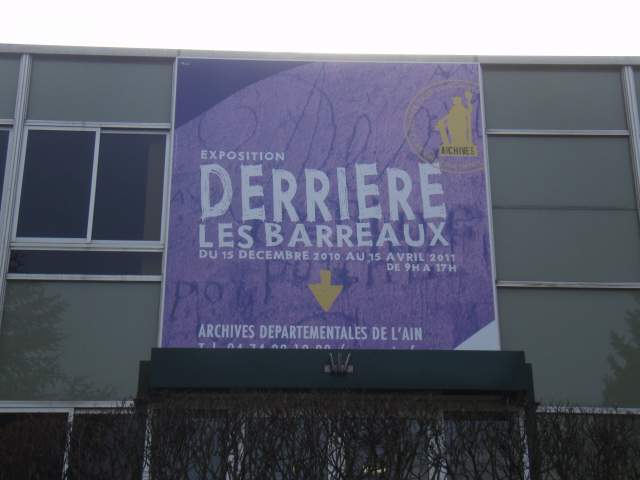 ARCHIVES
EXPOSITION
DERRIERE
LES BARREAUX
DU 15 DECEMBRE 2010 AU 15 AVRIL 2011
DE 9H A 17H
ARCHIVES DEPARTEMENTALES DE L'AIN